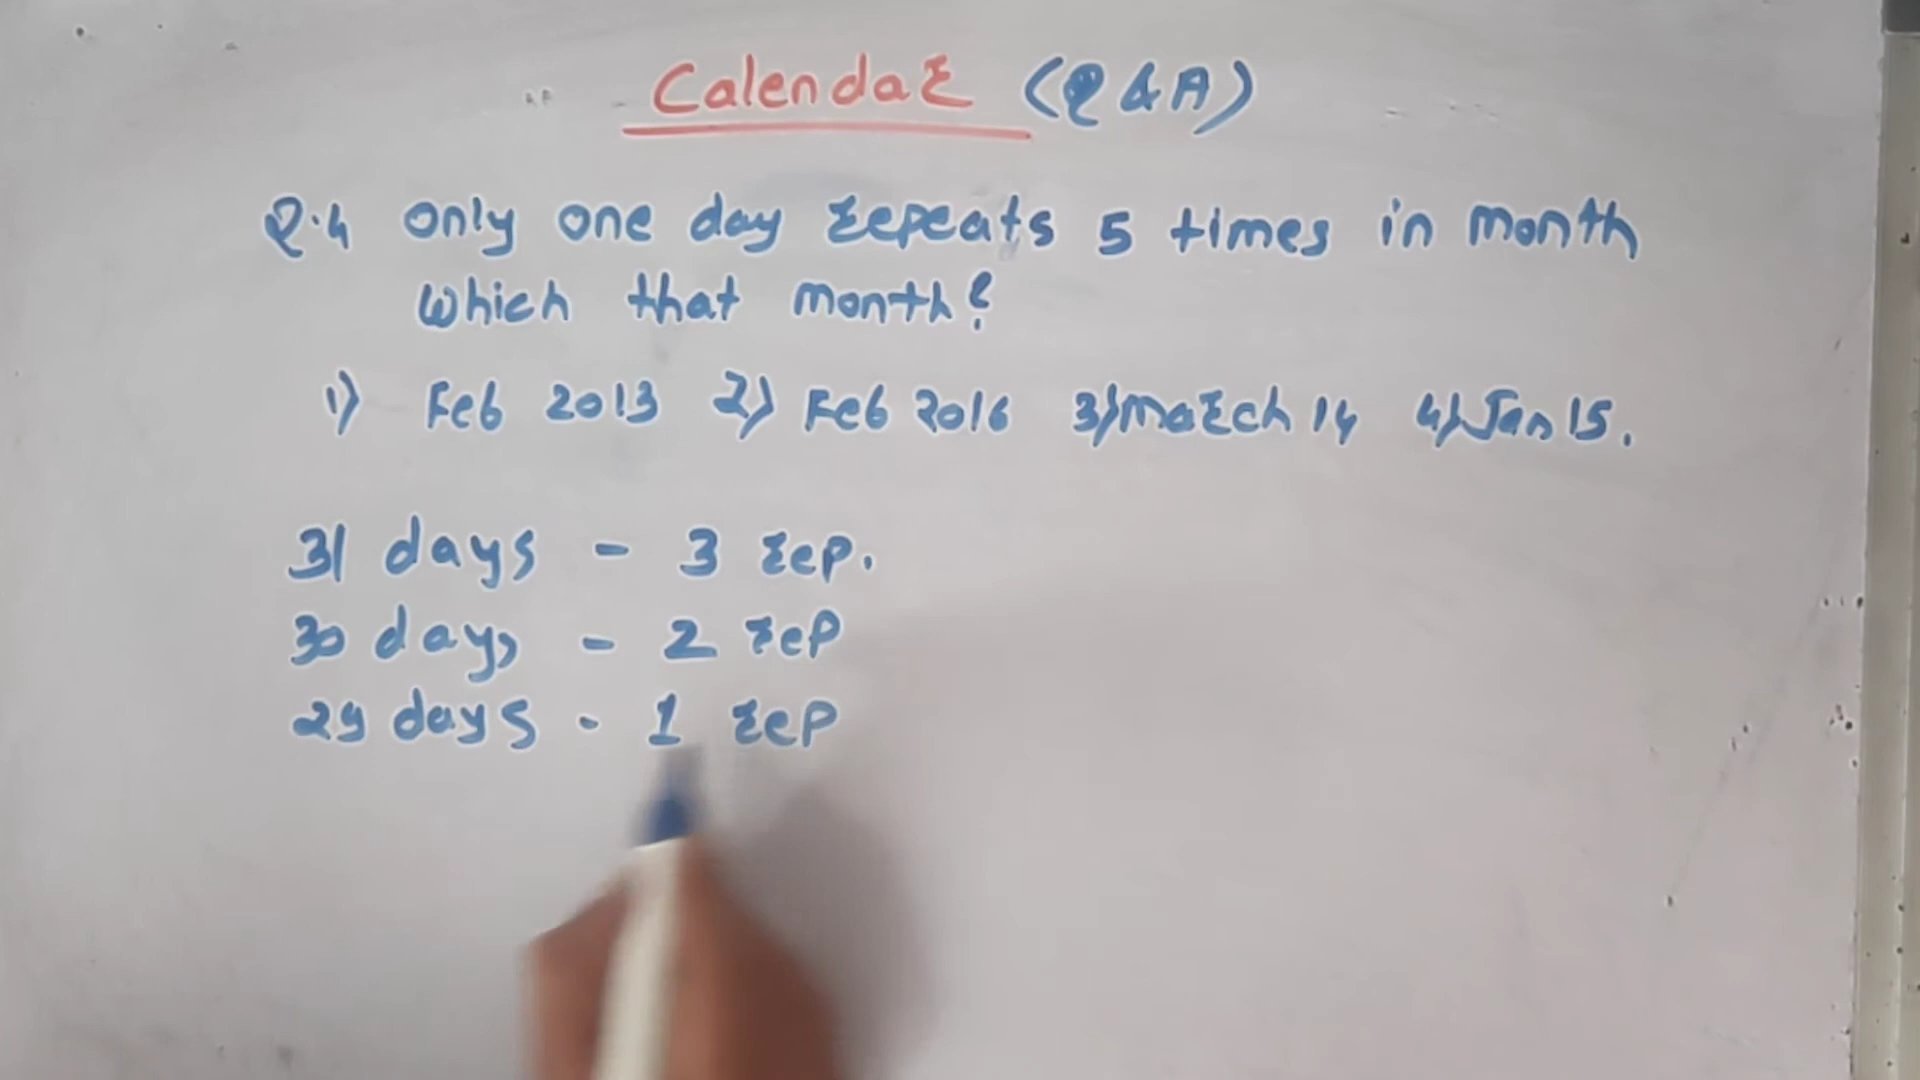 Calendar (Q & A)
Q.4 only one day repeats 5 times in month
which that month?
1) Feb 2013 2) Feb 2016 3) march 14 4) Jan 15.
31 days - 3 rep.
30 days - 2 rep
29 days - 1 rep